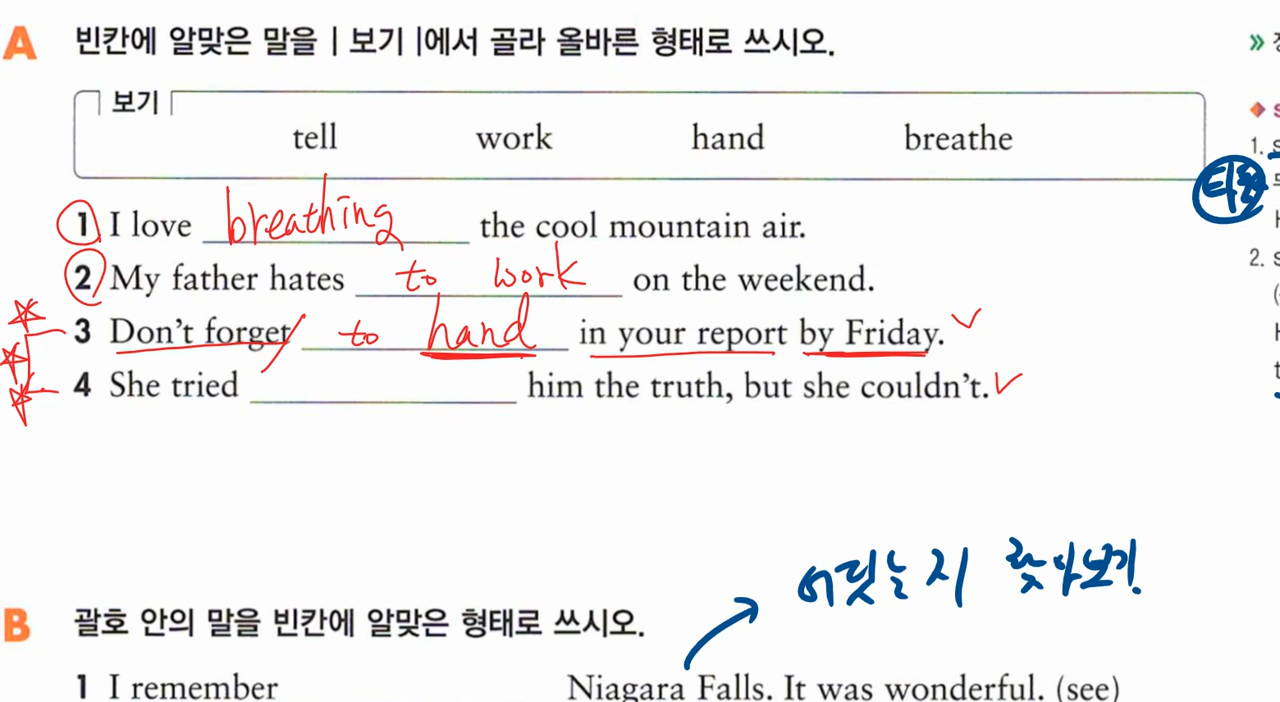 A 빈칸에 알맞은 말을 | 보기 |에서 골라 올바른 형태로 쓰시오.
보기
tell work hand breathe
1 I love breathing the cool mountain air.
2 My father hates to work on the weekend.
3 Don't forget to hand in your report by Friday.
4 She tried him the truth, but she couldn't.
1.
2. s
어딨는지 찾아보기
B 괄호 안의 말을 빈칸에 알맞은 형태로 쓰시오.
1 I remember Niagara Falls. It was wonderful. (see)